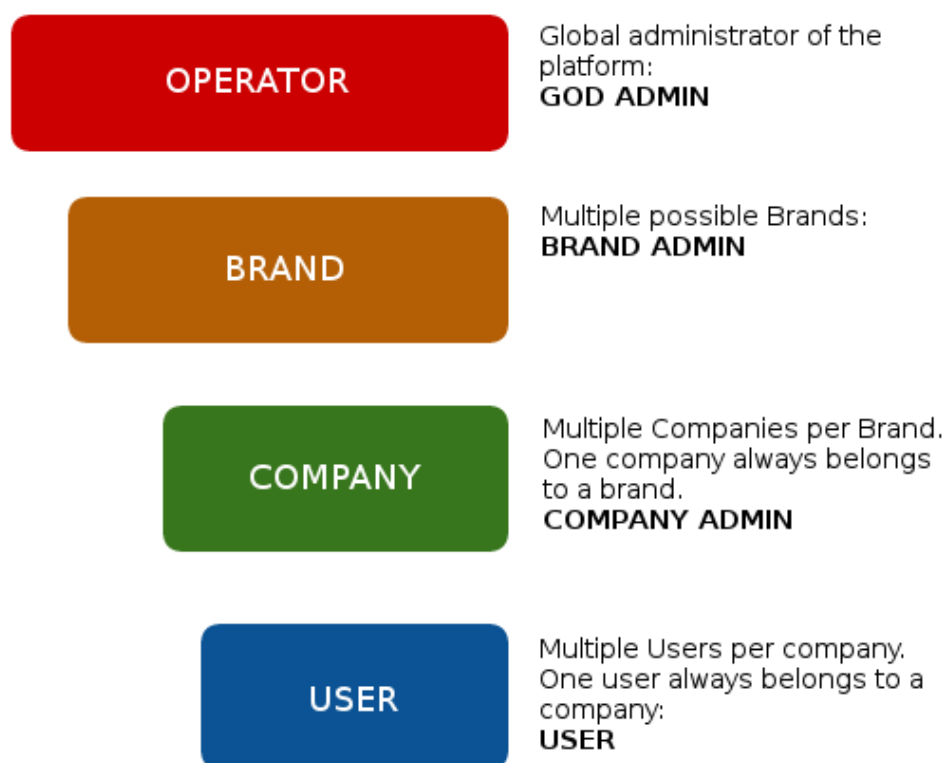 OPERATOR
Global administrator of the
platform:
GOD ADMIN
BRAND
Multiple possible Brands:
BRAND ADMIN
COMPANY
Multiple Companies per Brand.
One company always belongs
to a brand.
COMPANY ADMIN
USER
Multiple Users per company.
One user always belongs to a
company:
USER